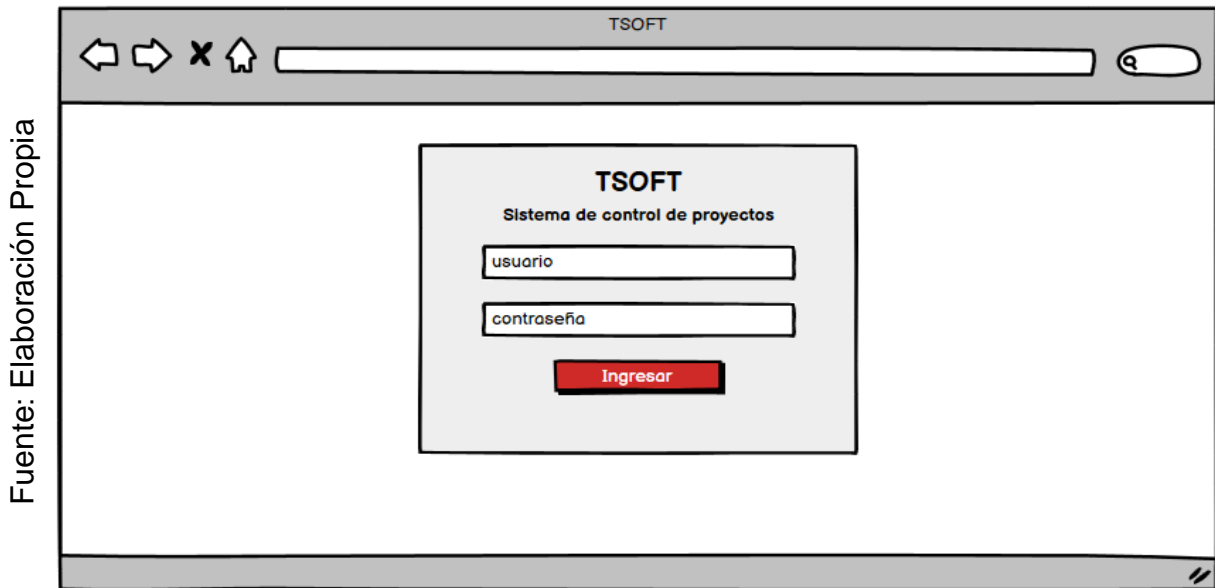 TSOFT
TSOFT
Sistema de control de proyectos
usuario
contraseña
Ingresar
Fuente: Elaboración Propia